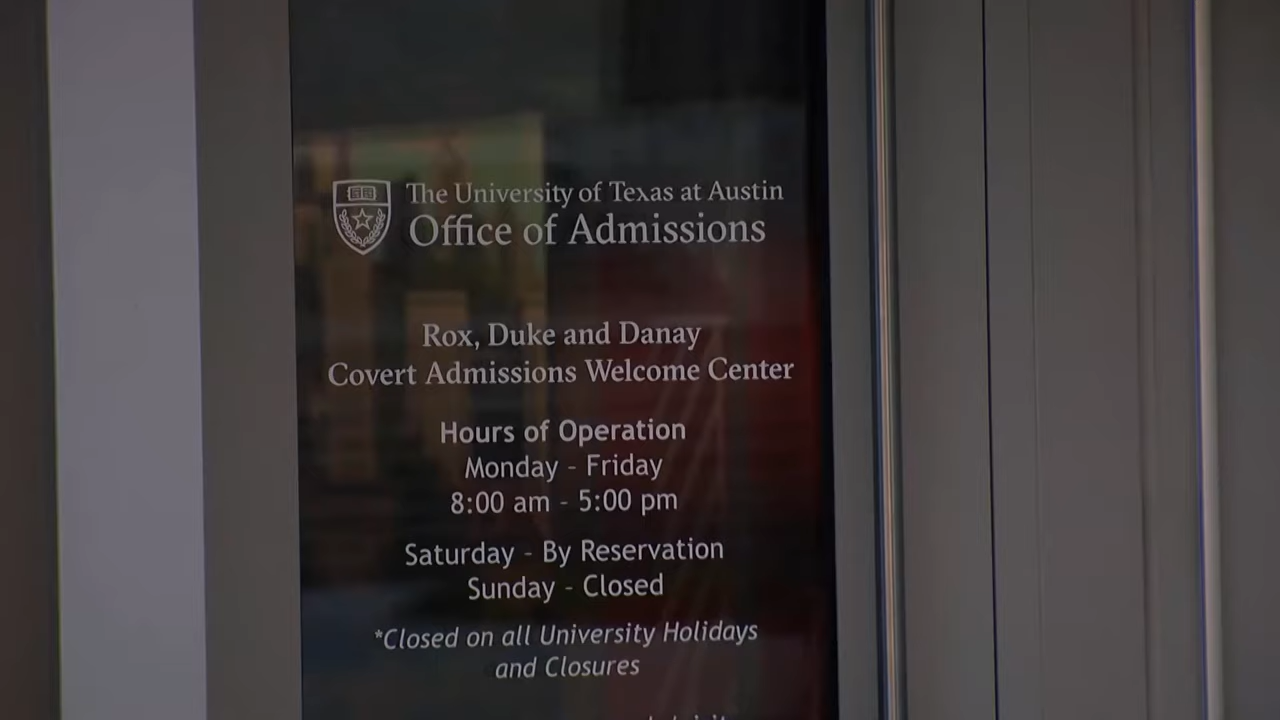 The University of Texas at Austin
Office of Admissions
Rox, Duke and Danay
Covert Admissions Welcome Center
Hours of Operation
Monday - Friday
8:00 am - 5:00 pm
Saturday - By Reservation
Sunday - Closed
*Closed on all University Holidays
and Closures